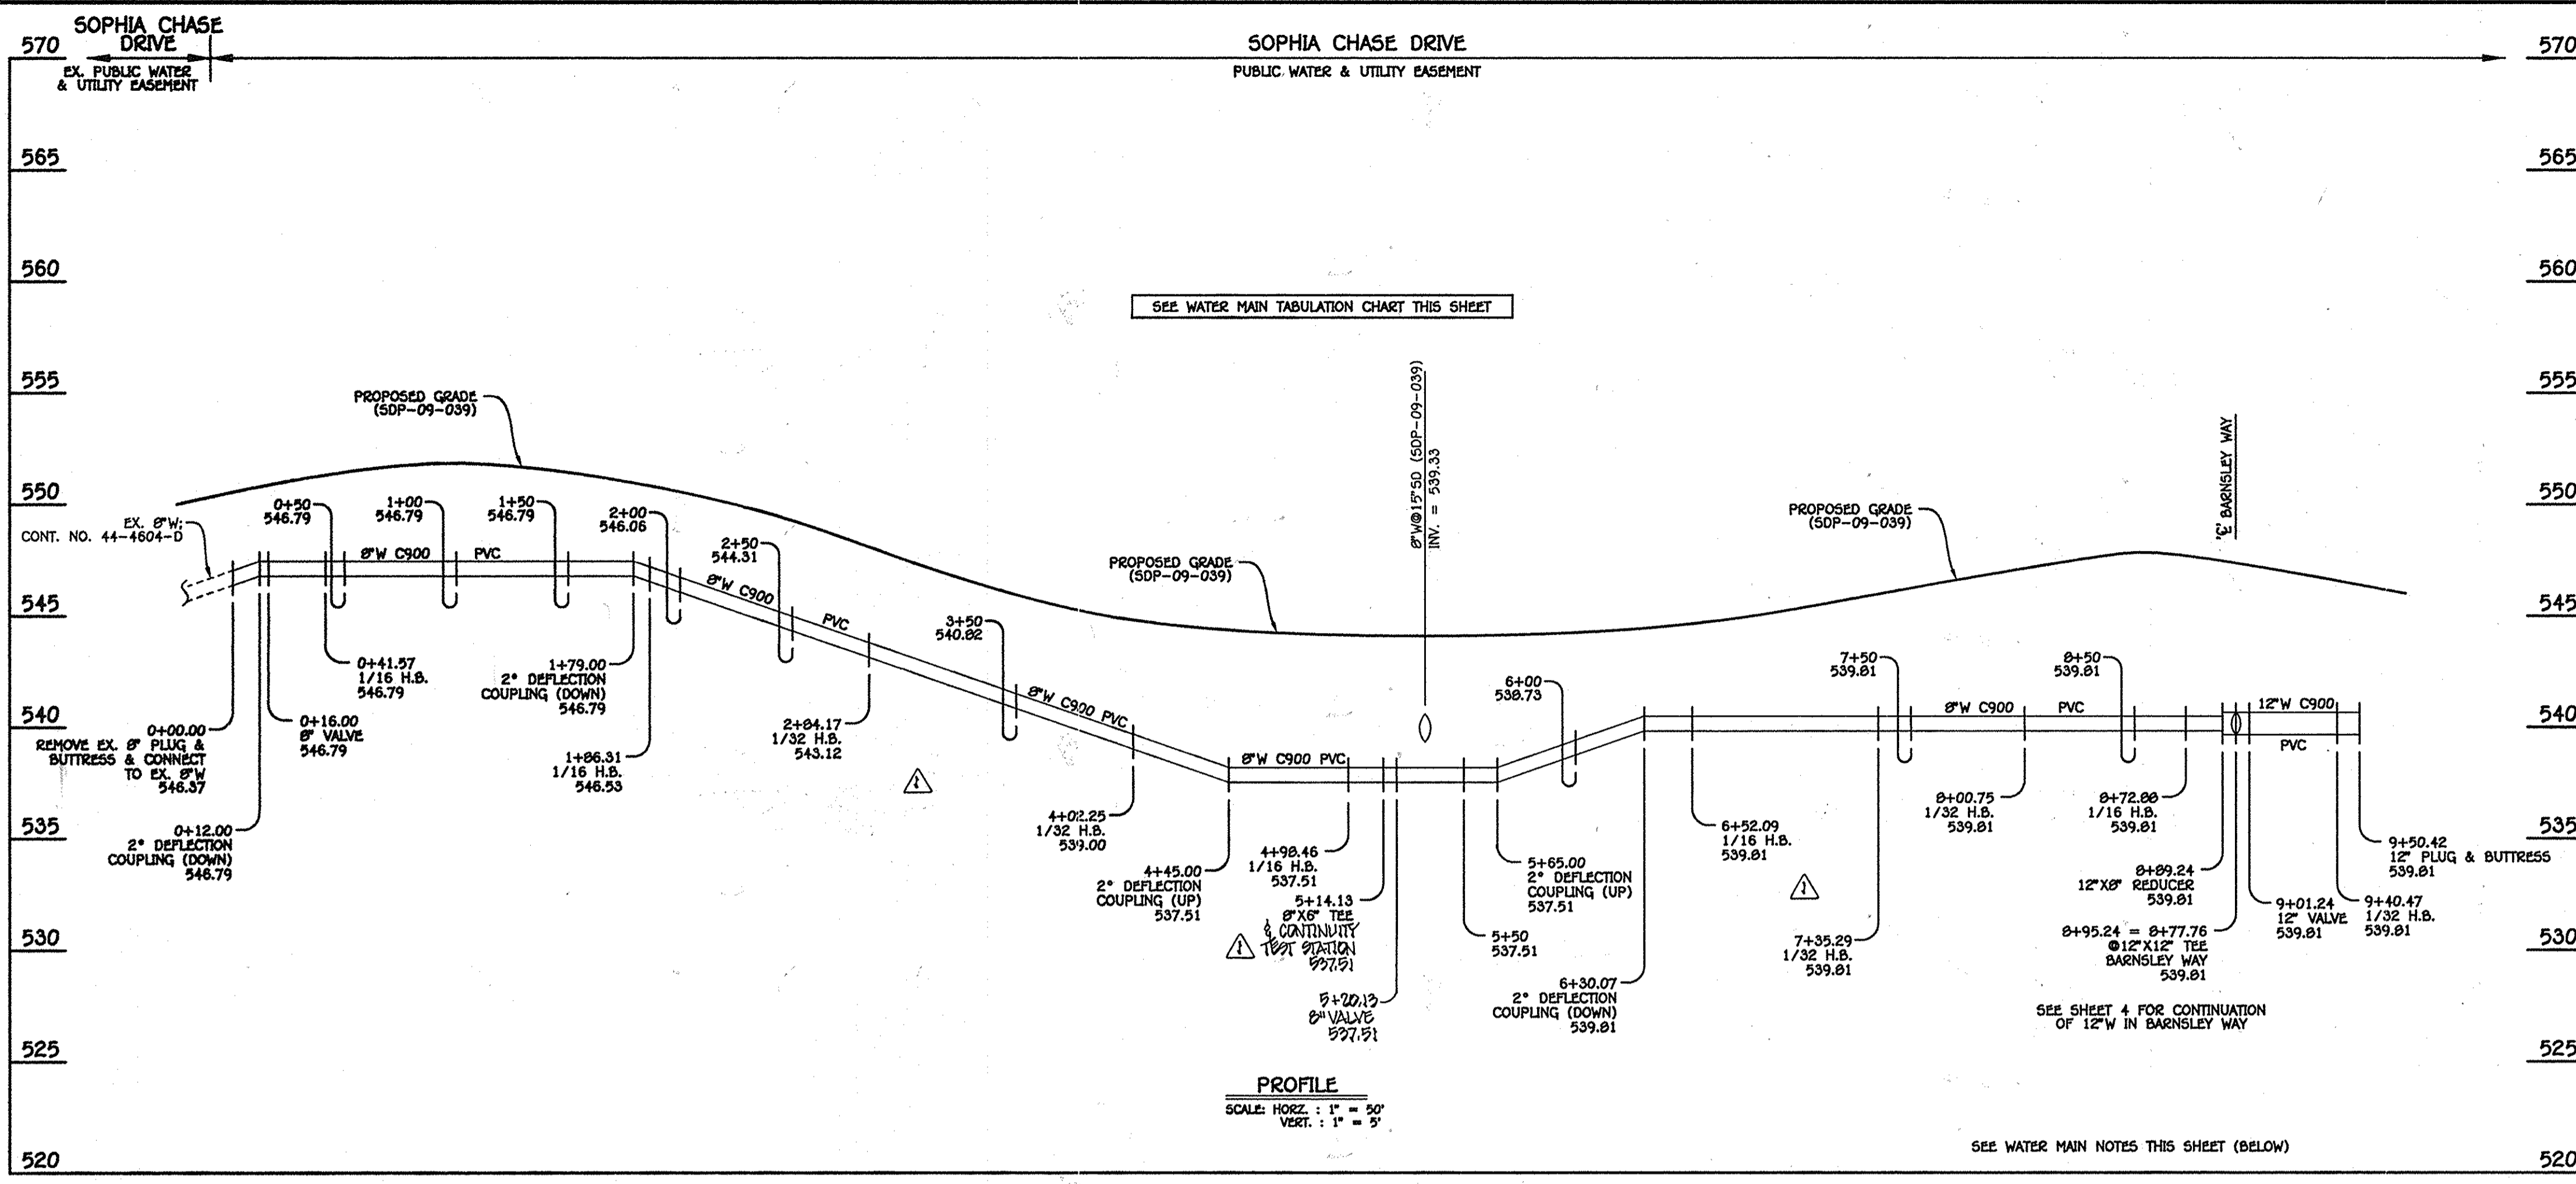 SOPHIA CHASE
DRIVE
EX. PUBLIC WATER
& UTILITY EASEMENT
SOPHIA CHASE DRIVE
PUBLIC WATER & UTILITY EASEMENT
570
565
560
555
550
545
540
535
530
525
520
570
565
560
555
550
545
540
535
530
525
520
SEE WATER MAIN TABULATION CHART THIS SHEET
PROPOSED GRADE
(SDP-09-039)
PROPOSED GRADE
(SDP-09-039)
PROPOSED GRADE
(SDP-09-039)
8"W@15"SD (SDP-09-039)
INV. = 539.33
℄ BARNSLEY WAY
EX. 8"W;
CONT. NO. 44-4604-D
0+50
546.79
1+00
546.79
1+50
546.79
2+00
546.06
2+50
544.31
3+50
540.82
6+00
538.73
7+50
539.81
8+50
539.81
8"W C900 PVC
8"W C900 PVC
8"W C900 PVC
8"W C900 PVC
8"W C900 PVC
12"W C900
PVC
0+00.00
REMOVE EX. 8" PLUG &
BUTTRESS & CONNECT
TO EX. 8"W
546.37
0+12.00
2° DEFLECTION
COUPLING (DOWN)
546.79
0+16.00
8" VALVE
546.79
0+41.57
1/16 H.B.
546.79
1+79.00
2° DEFLECTION
COUPLING (DOWN)
546.79
1+86.31
1/16 H.B.
546.53
2+84.17
1/32 H.B.
543.12
1
4+02.25
1/32 H.B.
539.00
4+45.00
2° DEFLECTION
COUPLING (UP)
537.51
4+98.46
1/16 H.B.
537.51
5+14.13
8"X6" TEE
& CONTINUITY
TEST STATION
537.51
1
5+20.13
8" VALVE
537.51
5+50
537.51
5+65.00
2° DEFLECTION
COUPLING (UP)
537.51
6+30.07
2° DEFLECTION
COUPLING (DOWN)
539.81
6+52.09
1/16 H.B.
539.81
1
7+35.29
1/32 H.B.
539.81
8+00.75
1/32 H.B.
539.81
8+72.88
1/16 H.B.
539.81
8+89.24
12"X8" REDUCER
539.81
8+95.24 = 8+77.76
@12"X12" TEE
BARNSLEY WAY
539.81
9+01.24
12" VALVE
539.81
9+40.47
1/32 H.B.
539.81
9+50.42
12" PLUG & BUTTRESS
539.81
SEE SHEET 4 FOR CONTINUATION
OF 12"W IN BARNSLEY WAY
PROFILE
SCALE: HORZ. : 1" = 50'
VERT. : 1" = 5'
SEE WATER MAIN NOTES THIS SHEET (BELOW)